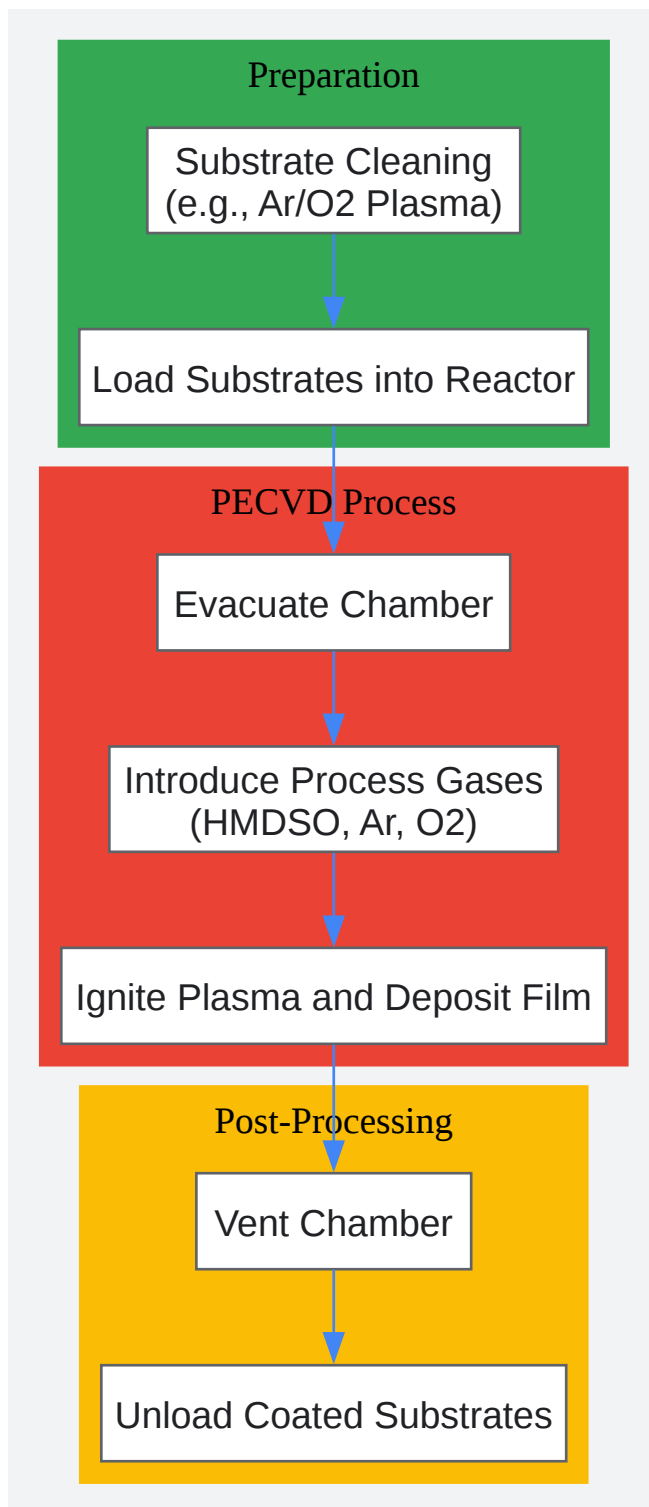 Preparation
Substrate Cleaning
(e.g., Ar/O2 Plasma)
Load Substrates into Reactor
PECVD Process
Evacuate Chamber
Introduce Process Gases
(HMDSO, Ar, O2)
Ignite Plasma and Deposit Film
Post-Processing
Vent Chamber
Unload Coated Substrates